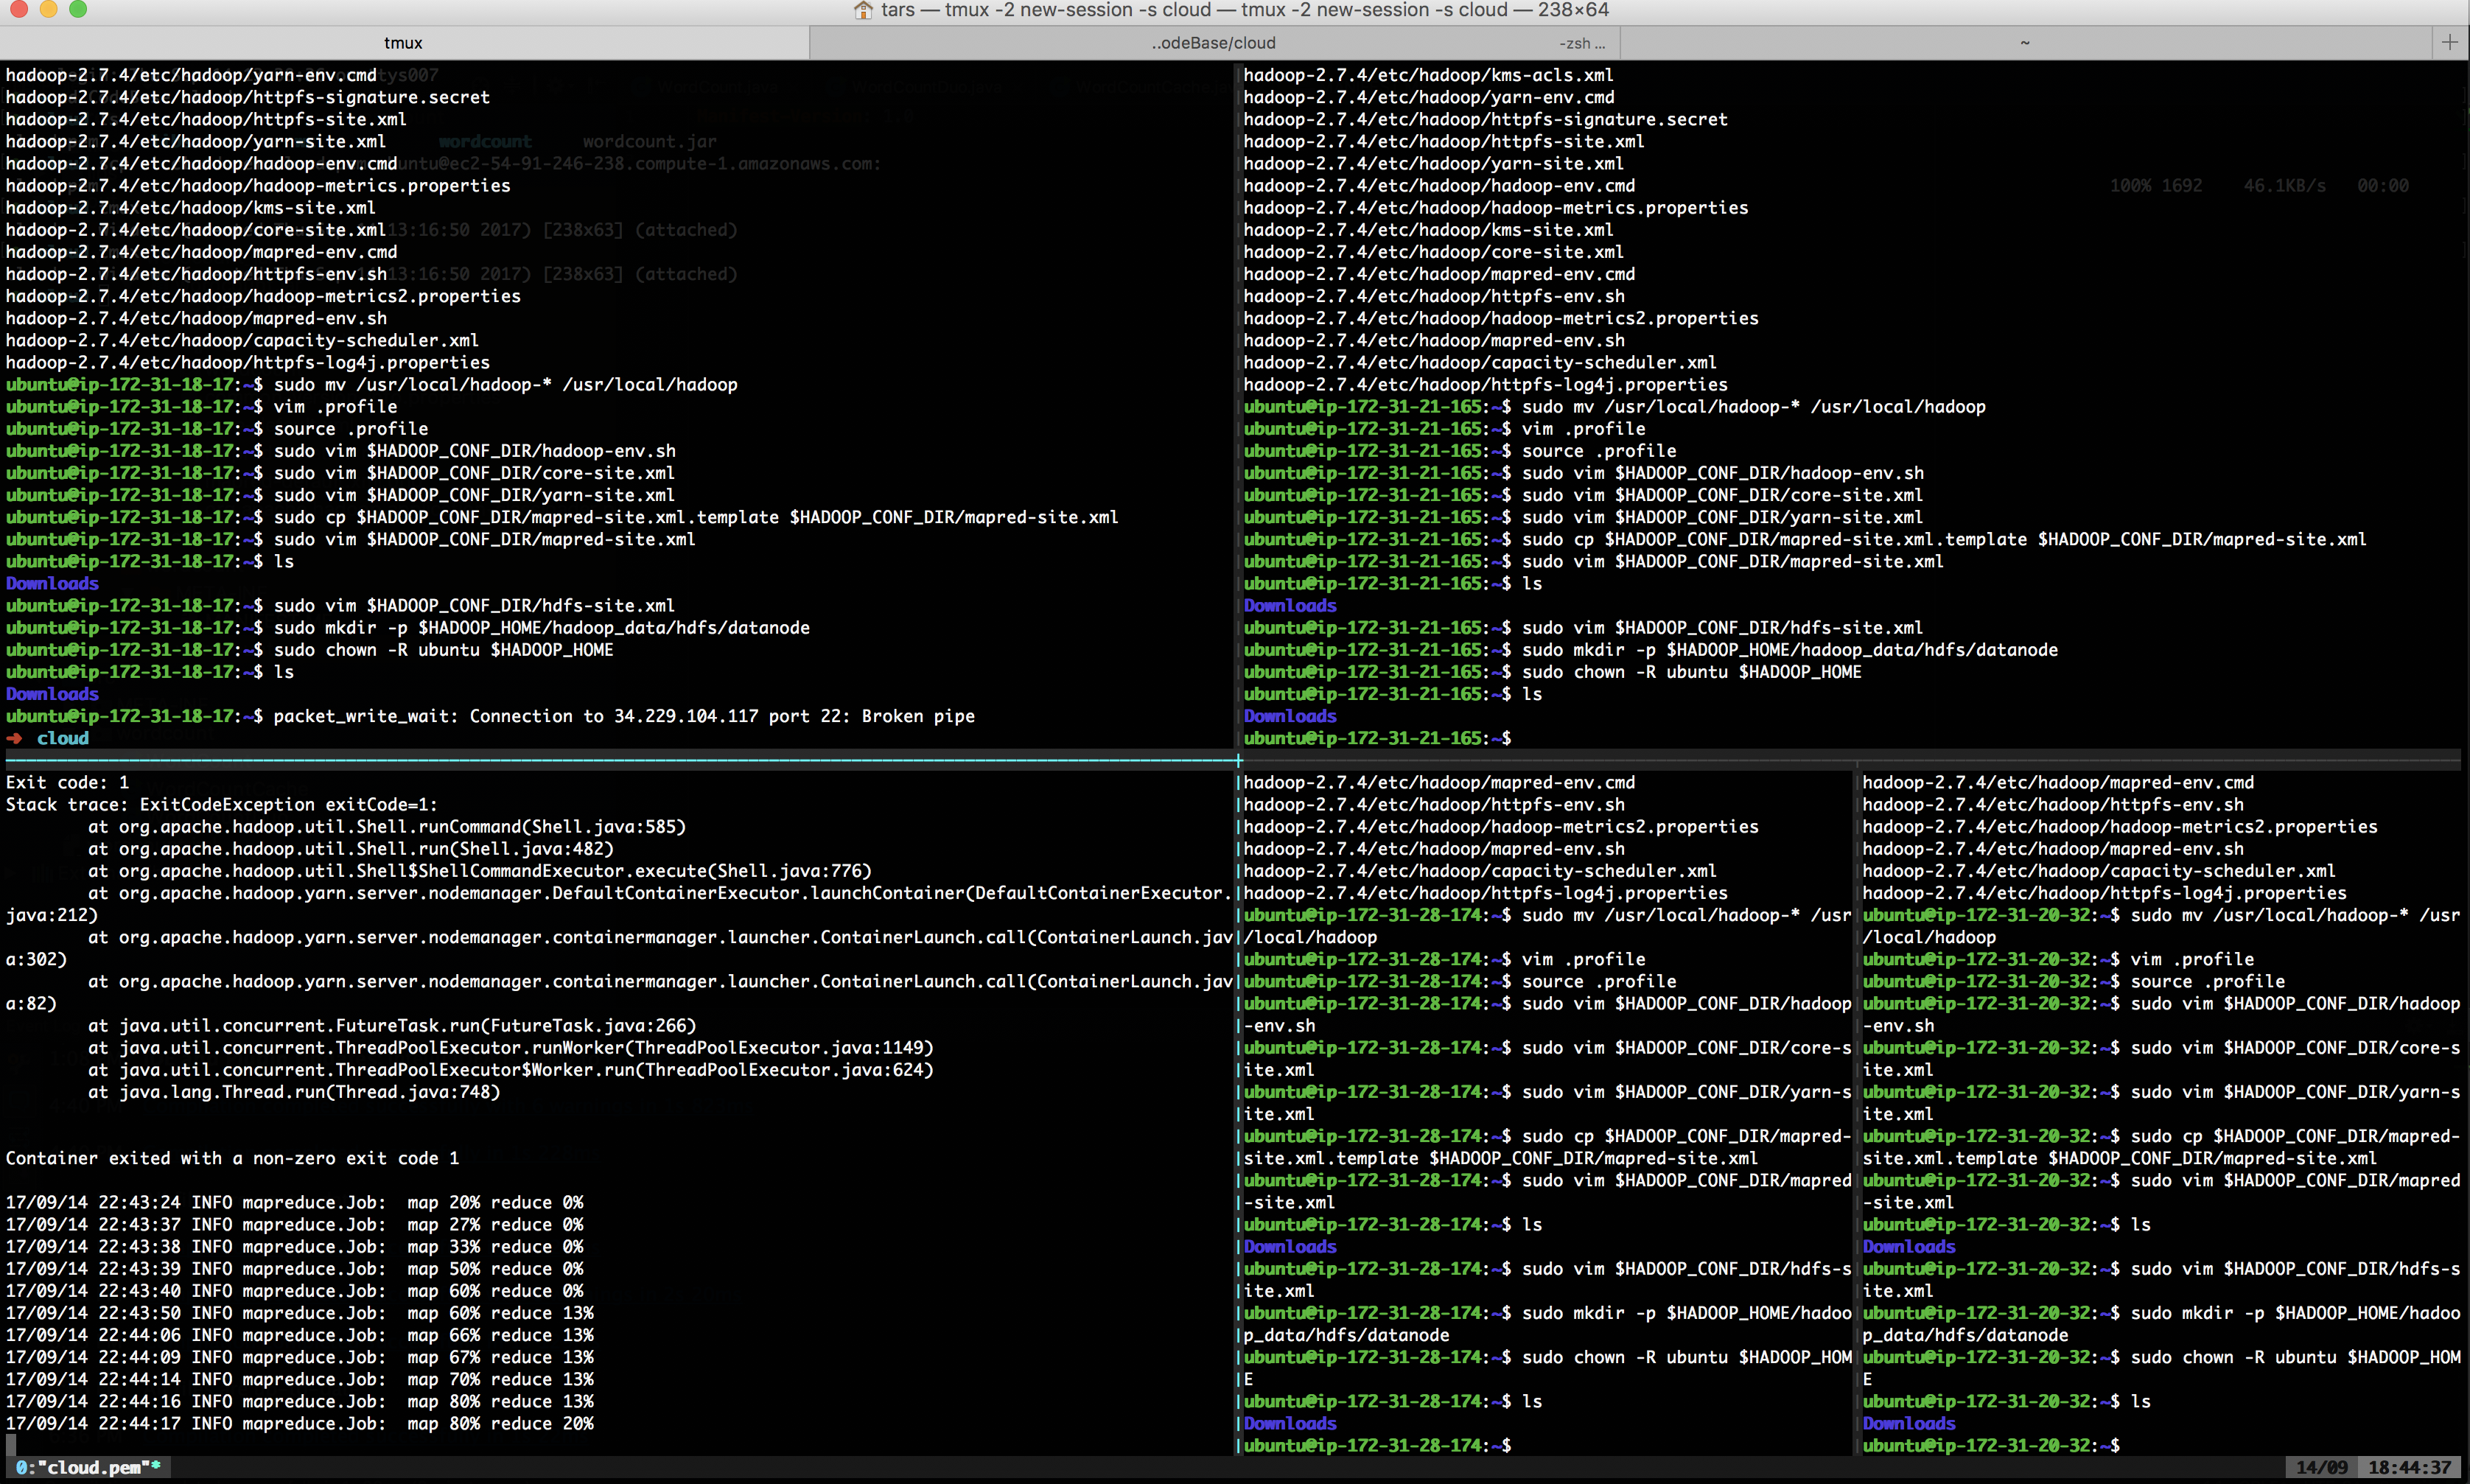 tars — tmux -2 new-session -s cloud — tmux -2 new-session -s cloud — 238×64
tmux
..odeBase/cloud
-zsh ...
~
hadoop-2.7.4/etc/hadoop/yarn-env.cmd
hadoop-2.7.4/etc/hadoop/httpfs-signature.secret
hadoop-2.7.4/etc/hadoop/httpfs-site.xml
hadoop-2.7.4/etc/hadoop/yarn-site.xml
wordcount wordcount.jar
hadoop-2.7.4/etc/hadoop/hadoop-env.cmd
ubuntu@ec2-54-91-246-238.compute-1.amazonaws.com:
hadoop-2.7.4/etc/hadoop/hadoop-metrics.properties
100% 1692 46.1KB/s 00:00
hadoop-2.7.4/etc/hadoop/kms-site.xml
hadoop-2.7.4/etc/hadoop/core-site.xml
13:16:50 2017) [238x63] (attached)
hadoop-2.7.4/etc/hadoop/mapred-env.cmd
hadoop-2.7.4/etc/hadoop/httpfs-env.sh
13:16:50 2017) [238x63] (attached)
hadoop-2.7.4/etc/hadoop/hadoop-metrics2.properties
hadoop-2.7.4/etc/hadoop/mapred-env.sh
hadoop-2.7.4/etc/hadoop/capacity-scheduler.xml
hadoop-2.7.4/etc/hadoop/httpfs-log4j.properties
ubuntu@ip-172-31-18-17:~$ sudo mv /usr/local/hadoop-* /usr/local/hadoop
ubuntu@ip-172-31-18-17:~$ vim .profile
ubuntu@ip-172-31-18-17:~$ source .profile
ubuntu@ip-172-31-18-17:~$ sudo vim $HADOOP_CONF_DIR/hadoop-env.sh
ubuntu@ip-172-31-18-17:~$ sudo vim $HADOOP_CONF_DIR/core-site.xml
ubuntu@ip-172-31-18-17:~$ sudo vim $HADOOP_CONF_DIR/yarn-site.xml
ubuntu@ip-172-31-18-17:~$ sudo cp $HADOOP_CONF_DIR/mapred-site.xml.template $HADOOP_CONF_DIR/mapred-site.xml
ubuntu@ip-172-31-18-17:~$ sudo vim $HADOOP_CONF_DIR/mapred-site.xml
ubuntu@ip-172-31-18-17:~$ ls
Downloads
ubuntu@ip-172-31-18-17:~$ sudo vim $HADOOP_CONF_DIR/hdfs-site.xml
ubuntu@ip-172-31-18-17:~$ sudo mkdir -p $HADOOP_HOME/hadoop_data/hdfs/datanode
ubuntu@ip-172-31-18-17:~$ sudo chown -R ubuntu $HADOOP_HOME
ubuntu@ip-172-31-18-17:~$ ls
Downloads
ubuntu@ip-172-31-18-17:~$ packet_write_wait: Connection to 34.229.104.117 port 22: Broken pipe
➜ cloud
hadoop-2.7.4/etc/hadoop/kms-acls.xml
hadoop-2.7.4/etc/hadoop/yarn-env.cmd
hadoop-2.7.4/etc/hadoop/httpfs-signature.secret
hadoop-2.7.4/etc/hadoop/httpfs-site.xml
hadoop-2.7.4/etc/hadoop/yarn-site.xml
hadoop-2.7.4/etc/hadoop/hadoop-env.cmd
hadoop-2.7.4/etc/hadoop/hadoop-metrics.properties
hadoop-2.7.4/etc/hadoop/kms-site.xml
hadoop-2.7.4/etc/hadoop/core-site.xml
hadoop-2.7.4/etc/hadoop/mapred-env.cmd
hadoop-2.7.4/etc/hadoop/httpfs-env.sh
hadoop-2.7.4/etc/hadoop/hadoop-metrics2.properties
hadoop-2.7.4/etc/hadoop/mapred-env.sh
hadoop-2.7.4/etc/hadoop/capacity-scheduler.xml
hadoop-2.7.4/etc/hadoop/httpfs-log4j.properties
ubuntu@ip-172-31-21-165:~$ sudo mv /usr/local/hadoop-* /usr/local/hadoop
ubuntu@ip-172-31-21-165:~$ vim .profile
ubuntu@ip-172-31-21-165:~$ source .profile
ubuntu@ip-172-31-21-165:~$ sudo vim $HADOOP_CONF_DIR/hadoop-env.sh
ubuntu@ip-172-31-21-165:~$ sudo vim $HADOOP_CONF_DIR/core-site.xml
ubuntu@ip-172-31-21-165:~$ sudo vim $HADOOP_CONF_DIR/yarn-site.xml
ubuntu@ip-172-31-21-165:~$ sudo cp $HADOOP_CONF_DIR/mapred-site.xml.template $HADOOP_CONF_DIR/mapred-site.xml
ubuntu@ip-172-31-21-165:~$ sudo vim $HADOOP_CONF_DIR/mapred-site.xml
ubuntu@ip-172-31-21-165:~$ ls
Downloads
ubuntu@ip-172-31-21-165:~$ sudo vim $HADOOP_CONF_DIR/hdfs-site.xml
ubuntu@ip-172-31-21-165:~$ sudo mkdir -p $HADOOP_HOME/hadoop_data/hdfs/datanode
ubuntu@ip-172-31-21-165:~$ sudo chown -R ubuntu $HADOOP_HOME
ubuntu@ip-172-31-21-165:~$ ls
Downloads
ubuntu@ip-172-31-21-165:~$
Exit code: 1
Stack trace: ExitCodeException exitCode=1:
at org.apache.hadoop.util.Shell.runCommand(Shell.java:585)
at org.apache.hadoop.util.Shell.run(Shell.java:482)
at org.apache.hadoop.util.Shell$ShellCommandExecutor.execute(Shell.java:776)
at org.apache.hadoop.yarn.server.nodemanager.DefaultContainerExecutor.launchContainer(DefaultContainerExecutor.
java:212)
at org.apache.hadoop.yarn.server.nodemanager.containermanager.launcher.ContainerLaunch.call(ContainerLaunch.jav
a:302)
at org.apache.hadoop.yarn.server.nodemanager.containermanager.launcher.ContainerLaunch.call(ContainerLaunch.jav
a:82)
at java.util.concurrent.FutureTask.run(FutureTask.java:266)
at java.util.concurrent.ThreadPoolExecutor.runWorker(ThreadPoolExecutor.java:1149)
at java.util.concurrent.ThreadPoolExecutor$Worker.run(ThreadPoolExecutor.java:624)
at java.lang.Thread.run(Thread.java:748)
Container exited with a non-zero exit code 1
17/09/14 22:43:24 INFO mapreduce.Job: map 20% reduce 0%
17/09/14 22:43:37 INFO mapreduce.Job: map 27% reduce 0%
17/09/14 22:43:38 INFO mapreduce.Job: map 33% reduce 0%
17/09/14 22:43:39 INFO mapreduce.Job: map 50% reduce 0%
17/09/14 22:43:40 INFO mapreduce.Job: map 60% reduce 0%
17/09/14 22:43:50 INFO mapreduce.Job: map 60% reduce 13%
17/09/14 22:44:06 INFO mapreduce.Job: map 66% reduce 13%
17/09/14 22:44:09 INFO mapreduce.Job: map 67% reduce 13%
17/09/14 22:44:14 INFO mapreduce.Job: map 70% reduce 13%
17/09/14 22:44:16 INFO mapreduce.Job: map 80% reduce 13%
17/09/14 22:44:17 INFO mapreduce.Job: map 80% reduce 20%
hadoop-2.7.4/etc/hadoop/mapred-env.cmd
hadoop-2.7.4/etc/hadoop/httpfs-env.sh
hadoop-2.7.4/etc/hadoop/hadoop-metrics2.properties
hadoop-2.7.4/etc/hadoop/mapred-env.sh
hadoop-2.7.4/etc/hadoop/capacity-scheduler.xml
hadoop-2.7.4/etc/hadoop/httpfs-log4j.properties
ubuntu@ip-172-31-28-174:~$ sudo mv /usr/local/hadoop-* /usr
/local/hadoop
ubuntu@ip-172-31-28-174:~$ vim .profile
ubuntu@ip-172-31-28-174:~$ source .profile
ubuntu@ip-172-31-28-174:~$ sudo vim $HADOOP_CONF_DIR/hadoop
-env.sh
ubuntu@ip-172-31-28-174:~$ sudo vim $HADOOP_CONF_DIR/core-s
ite.xml
ubuntu@ip-172-31-28-174:~$ sudo vim $HADOOP_CONF_DIR/yarn-s
ite.xml
ubuntu@ip-172-31-28-174:~$ sudo cp $HADOOP_CONF_DIR/mapred-
site.xml.template $HADOOP_CONF_DIR/mapred-site.xml
ubuntu@ip-172-31-28-174:~$ sudo vim $HADOOP_CONF_DIR/mapred
-site.xml
ubuntu@ip-172-31-28-174:~$ ls
Downloads
ubuntu@ip-172-31-28-174:~$ sudo vim $HADOOP_CONF_DIR/hdfs-s
ite.xml
ubuntu@ip-172-31-28-174:~$ sudo mkdir -p $HADOOP_HOME/hadoo
p_data/hdfs/datanode
ubuntu@ip-172-31-28-174:~$ sudo chown -R ubuntu $HADOOP_HOM
E
ubuntu@ip-172-31-28-174:~$ ls
Downloads
ubuntu@ip-172-31-28-174:~$
hadoop-2.7.4/etc/hadoop/mapred-env.cmd
hadoop-2.7.4/etc/hadoop/httpfs-env.sh
hadoop-2.7.4/etc/hadoop/hadoop-metrics2.properties
hadoop-2.7.4/etc/hadoop/mapred-env.sh
hadoop-2.7.4/etc/hadoop/capacity-scheduler.xml
hadoop-2.7.4/etc/hadoop/httpfs-log4j.properties
ubuntu@ip-172-31-20-32:~$ sudo mv /usr/local/hadoop-* /usr
/local/hadoop
ubuntu@ip-172-31-20-32:~$ vim .profile
ubuntu@ip-172-31-20-32:~$ source .profile
ubuntu@ip-172-31-20-32:~$ sudo vim $HADOOP_CONF_DIR/hadoop
-env.sh
ubuntu@ip-172-31-20-32:~$ sudo vim $HADOOP_CONF_DIR/core-s
ite.xml
ubuntu@ip-172-31-20-32:~$ sudo vim $HADOOP_CONF_DIR/yarn-s
ite.xml
ubuntu@ip-172-31-20-32:~$ sudo cp $HADOOP_CONF_DIR/mapred-
site.xml.template $HADOOP_CONF_DIR/mapred-site.xml
ubuntu@ip-172-31-20-32:~$ sudo vim $HADOOP_CONF_DIR/mapred
-site.xml
ubuntu@ip-172-31-20-32:~$ ls
Downloads
ubuntu@ip-172-31-20-32:~$ sudo vim $HADOOP_CONF_DIR/hdfs-s
ite.xml
ubuntu@ip-172-31-20-32:~$ sudo mkdir -p $HADOOP_HOME/hadoo
p_data/hdfs/datanode
ubuntu@ip-172-31-20-32:~$ sudo chown -R ubuntu $HADOOP_HOM
E
ubuntu@ip-172-31-20-32:~$ ls
Downloads
ubuntu@ip-172-31-20-32:~$
0:"cloud.pem"*
14/09 18:44:37